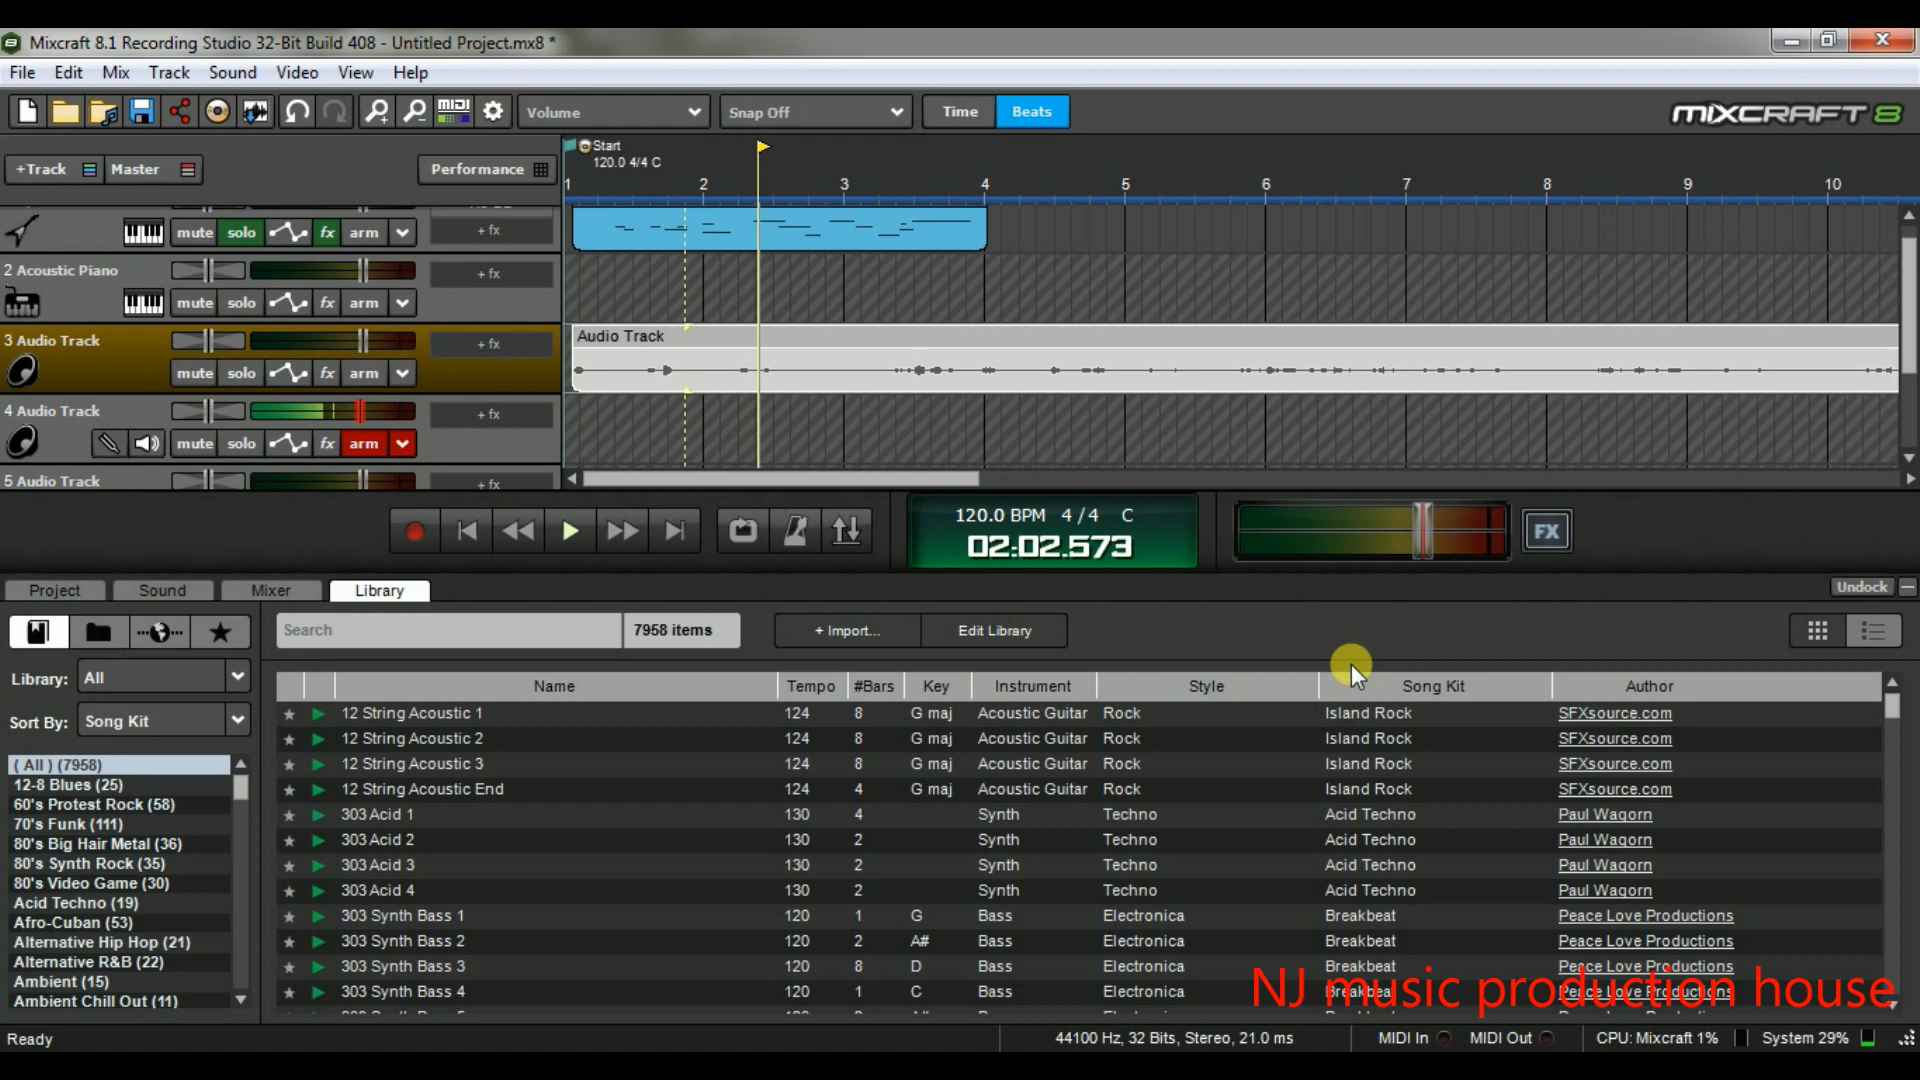 Mixcraft 8.1 Recording Studio 32-Bit Build 408 - Untitled Project.mx8 *
File Edit Mix Track Sound Video View Help
MIDI Volume Snap Off Time Beats MIXCRAFT 8
+Track Master Performance
Start
120.0 4/4 C
1 2 3 4 5 6 7 8 9 10
mute solo fx arm + fx
2 Acoustic Piano + fx
mute solo fx arm
3 Audio Track + fx
Audio Track
mute solo fx arm
4 Audio Track + fx
mute solo fx arm
5 Audio Track + fx
120.0 BPM 4/4 C
02:02.573
FX
Project Sound Mixer Library Undock
Search 7958 items + Import... Edit Library
Library: All
Sort By: Song Kit
( All ) (7958)
12-8 Blues (25)
60's Protest Rock (58)
70's Funk (111)
80's Big Hair Metal (36)
80's Synth Rock (35)
80's Video Game (30)
Acid Techno (19)
Afro-Cuban (53)
Alternative Hip Hop (21)
Alternative R&B (22)
Ambient (15)
Ambient Chill Out (11)
Name Tempo #Bars Key Instrument Style Song Kit Author
12 String Acoustic 1 124 8 G maj Acoustic Guitar Rock Island Rock SFXsource.com
12 String Acoustic 2 124 8 G maj Acoustic Guitar Rock Island Rock SFXsource.com
12 String Acoustic 3 124 8 G maj Acoustic Guitar Rock Island Rock SFXsource.com
12 String Acoustic End 124 4 G maj Acoustic Guitar Rock Island Rock SFXsource.com
303 Acid 1 130 4 Synth Techno Acid Techno Paul Wagorn
303 Acid 2 130 2 Synth Techno Acid Techno Paul Wagorn
303 Acid 3 130 2 Synth Techno Acid Techno Paul Wagorn
303 Acid 4 130 2 Synth Techno Acid Techno Paul Wagorn
303 Synth Bass 1 120 1 G Bass Electronica Breakbeat Peace Love Productions
303 Synth Bass 2 120 2 A# Bass Electronica Breakbeat Peace Love Productions
303 Synth Bass 3 120 8 D Bass Electronica Breakbeat Peace Love Productions
303 Synth Bass 4 120 1 C Bass Electronica Breakbeat Peace Love Productions
NJ music production house
Ready 44100 Hz, 32 Bits, Stereo, 21.0 ms MIDI In MIDI Out CPU: Mixcraft 1% System 29%